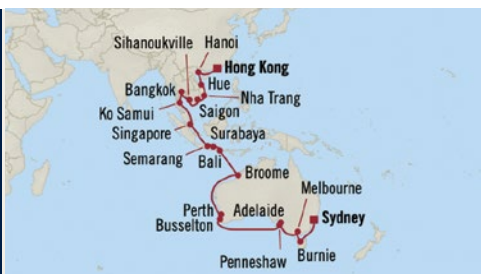 Sihanoukville Hanoi
Hong Kong
Bangkok Hue
Nha Trang
Ko Samui Saigon
Singapore Surabaya
Semarang Bali
Broome
Melbourne
Perth Adelaide Sydney
Busselton
Penneshaw Burnie